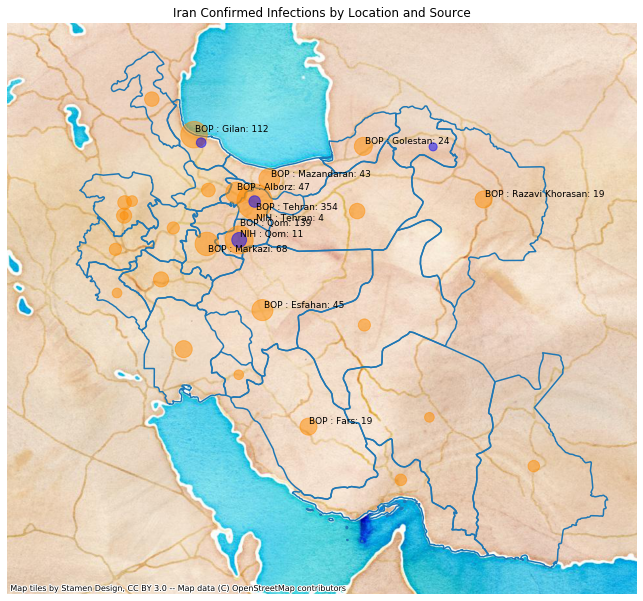 Iran Confirmed Infections by Location and Source
BOP : Gilan: 112
BOP : Golestan: 24
BOP : Mazandaran: 43
BOP : Alborz: 47
BOP : Razavi Khorasan: 19
BOP : Tehran: 354
NIH : Tehran: 4
BOP : Qom: 139
NIH : Qom: 11
BOP : Markazi: 68
BOP : Esfahan: 45
BOP : Fars: 19
Map tiles by Stamen Design, CC BY 3.0 -- Map data (C) OpenStreetMap contributors